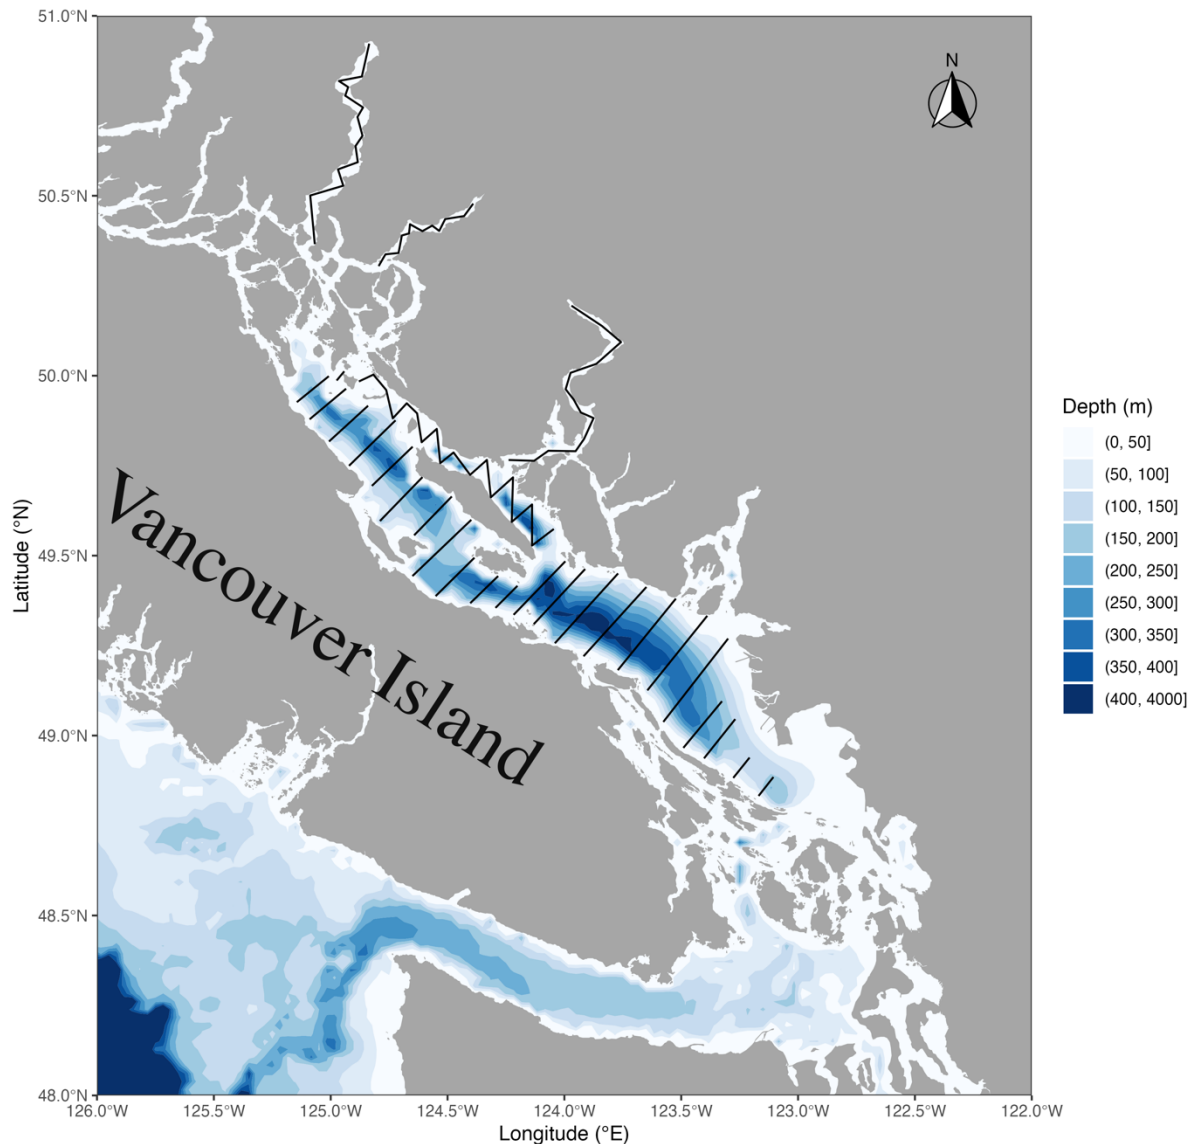 51.0°N
50.5°N
50.0°N
49.5°N
49.0°N
48.5°N
48.0°N
Latitude (°N)
N
Vancouver Island
126.0°W 125.5°W 125.0°W 124.5°W 124.0°W 123.5°W 123.0°W 122.5°W 122.0°W
Longitude (°E)
Depth (m)
(0, 50]
(50, 100]
(100, 150]
(150, 200]
(200, 250]
(250, 300]
(300, 350]
(350, 400]
(400, 4000]